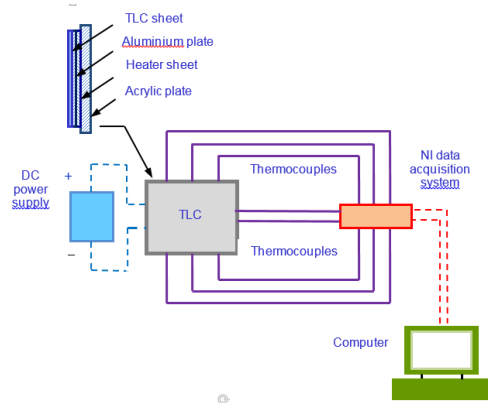 TLC sheet
Aluminium plate
Heater sheet
Acrylic plate
DC
power
supply
+
–
TLC
Thermocouples
Thermocouples
NI data
acquisition
system
Computer